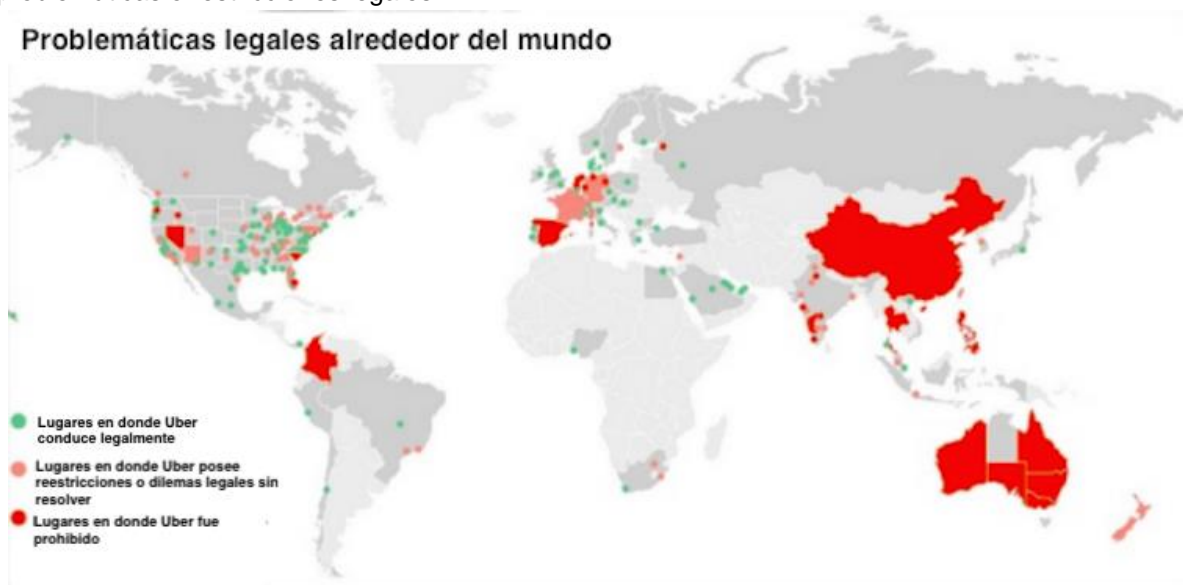 Problemáticas legales alrededor del mundo
Lugares en donde Uber
conduce legalmente
Lugares en donde Uber posee
reestricciones o dilemas legales sin
resolver
Lugares en donde Uber fue
prohibido